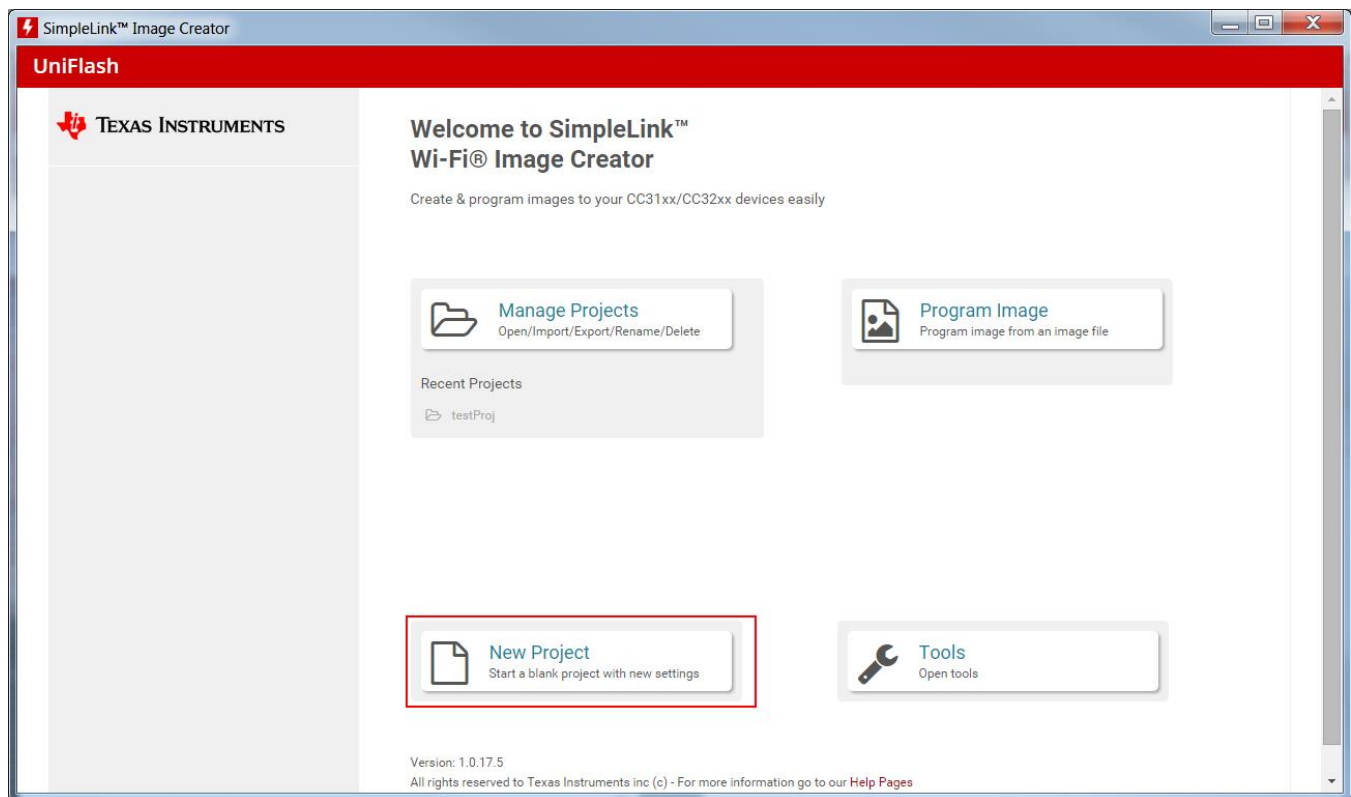 SimpleLink™ Image Creator
UniFlash
TEXAS INSTRUMENTS
Welcome to SimpleLink™
Wi-Fi® Image Creator
Create & program images to your CC31xx/CC32xx devices easily
Manage Projects
Open/Import/Export/Rename/Delete
Recent Projects
testProj
Program Image
Program image from an image file
New Project
Start a blank project with new settings
Tools
Open tools
Version: 1.0.17.5
All rights reserved to Texas Instruments inc (c) - For more information go to our Help Pages